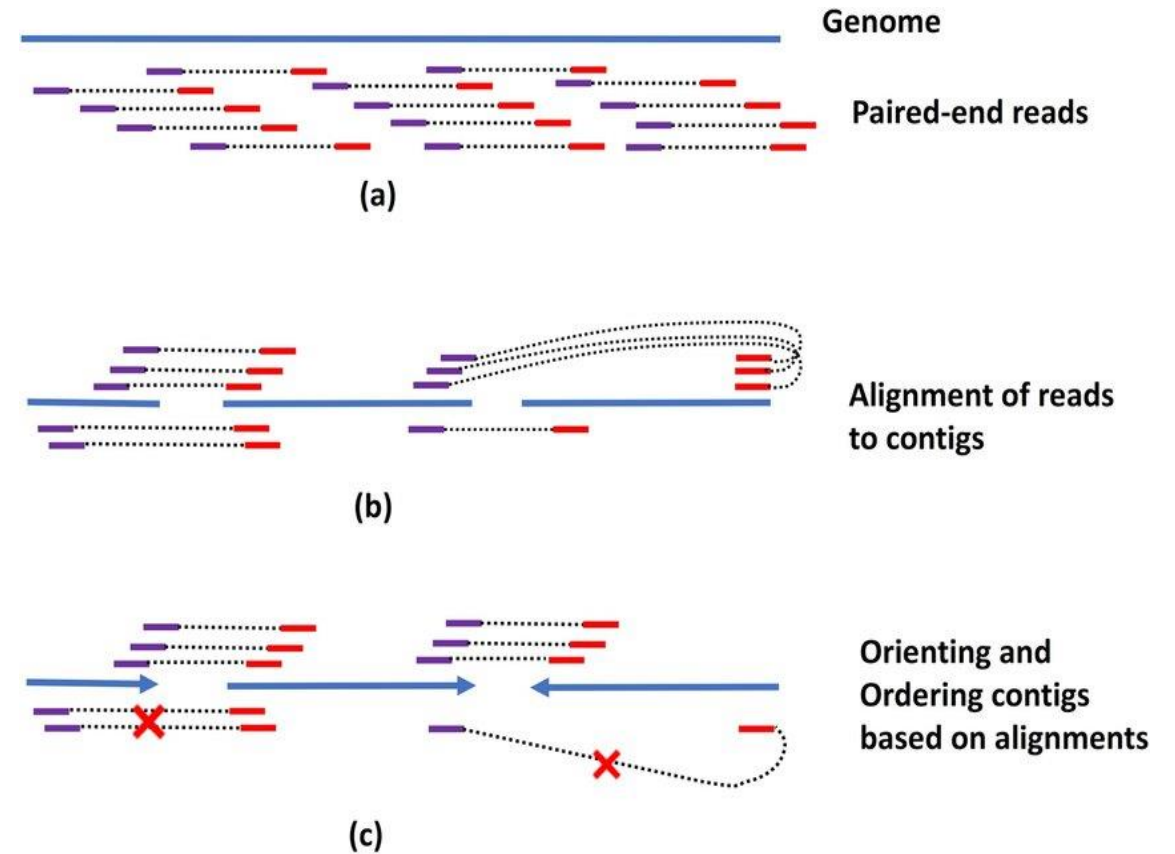 Genome
Paired-end reads
(a)
Alignment of reads
to contigs
(b)
Orienting and
Ordering contigs
based on alignments
(c)